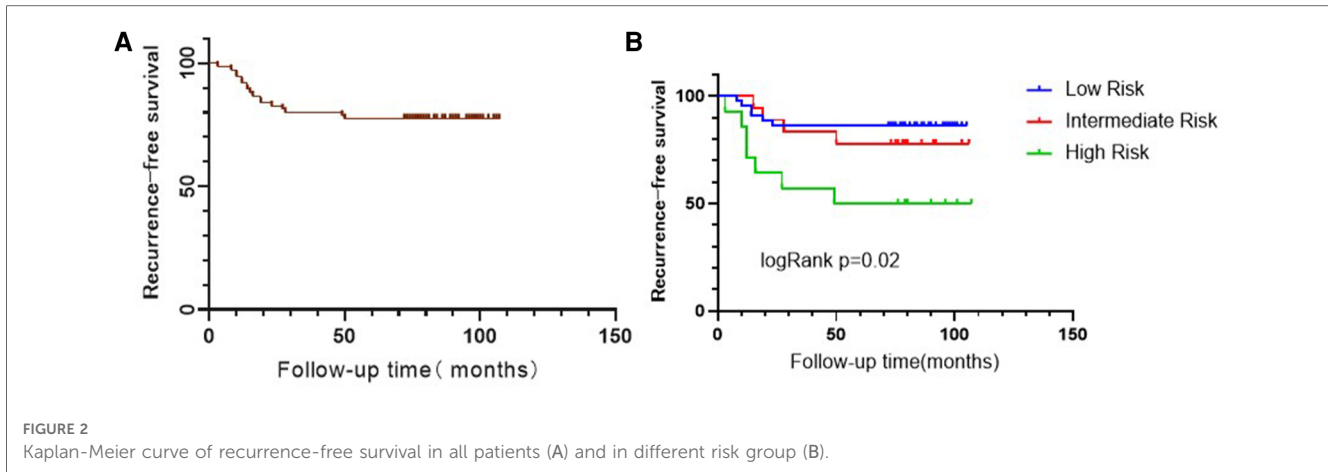 A
Recurrence-free survival
100
50
0
0 50 100 150
Follow-up time( months)
B
Recurrence-free survival
100
50
0
0 50 100 150
Follow-up time(months)
logRank p=0.02
Low Risk
Intermediate Risk
High Risk
FIGURE 2
Kaplan-Meier curve of recurrence-free survival in all patients (A) and in different risk group (B).